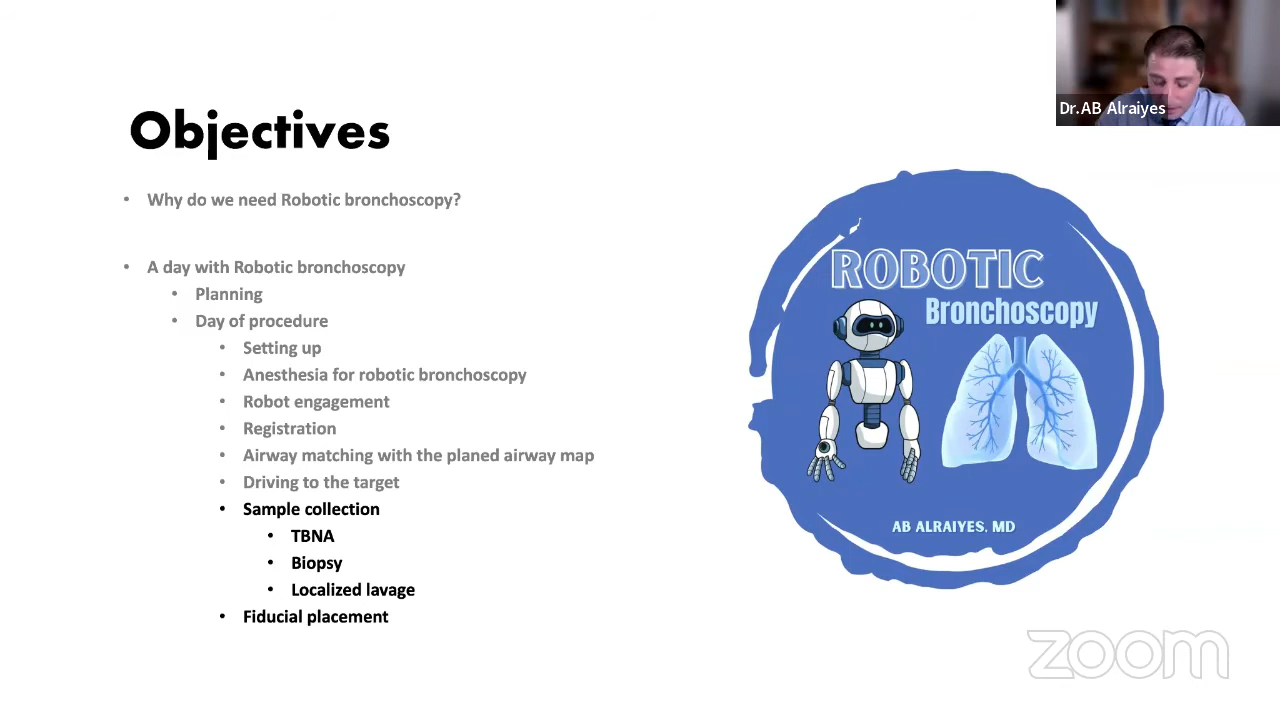 Dr.AB Alraiyes
Objectives
• Why do we need Robotic bronchoscopy?
• A day with Robotic bronchoscopy
• Planning
• Day of procedure
• Setting up
• Anesthesia for robotic bronchoscopy
• Robot engagement
• Registration
• Airway matching with the planed airway map
• Driving to the target
• Sample collection
• TBNA
• Biopsy
• Localized lavage
• Fiducial placement
ROBOTIC
Bronchoscopy
AB ALRAIYES, MD
zoom